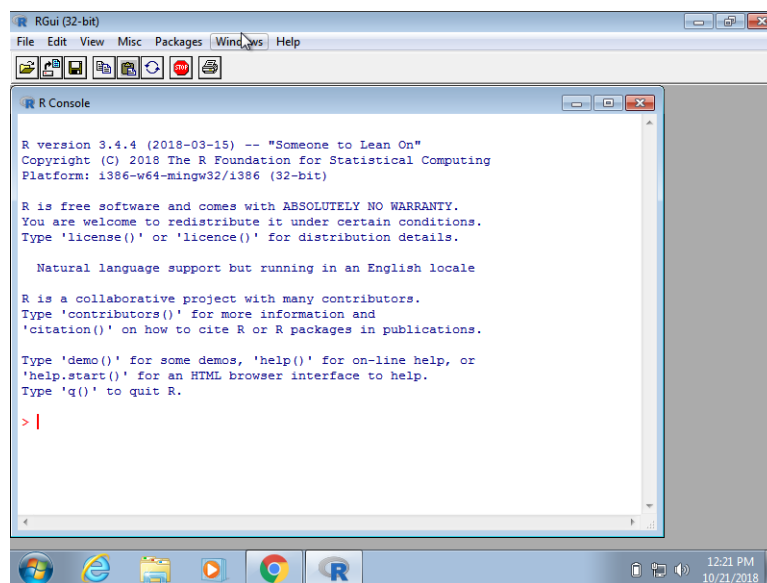 RGui (32-bit)
File Edit View Misc Packages Windows Help
STOP
R Console
R version 3.4.4 (2018-03-15) -- "Someone to Lean On"
Copyright (C) 2018 The R Foundation for Statistical Computing
Platform: i386-w64-mingw32/i386 (32-bit)
R is free software and comes with ABSOLUTELY NO WARRANTY.
You are welcome to redistribute it under certain conditions.
Type 'license()' or 'licence()' for distribution details.
Natural language support but running in an English locale
R is a collaborative project with many contributors.
Type 'contributors()' for more information and
'citation()' on how to cite R or R packages in publications.
Type 'demo()' for some demos, 'help()' for on-line help, or
'help.start()' for an HTML browser interface to help.
Type 'q()' to quit R.
>
R
12:21 PM
10/21/2018